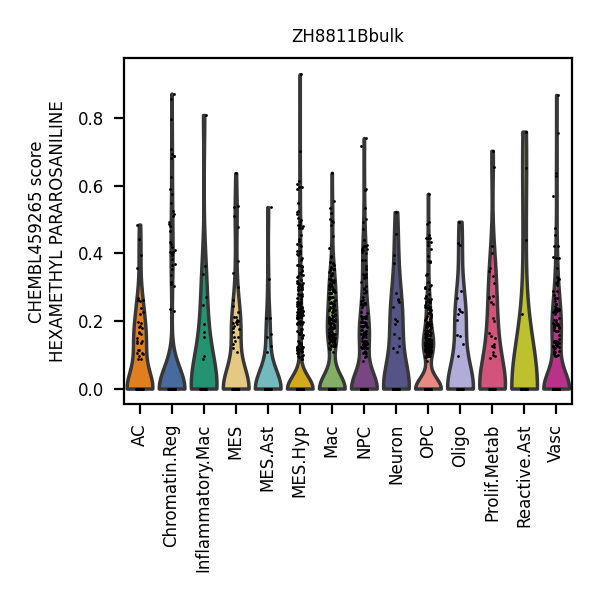 ZH8811Bbulk
CHEMBL459265 score
HEXAMETHYL PARAROSANILINE
0.8
0.6
0.4
0.2
0.0
AC
Chromatin.Reg
Inflammatory.Mac
MES
MES.Ast
MES.Hyp
Mac
NPC
Neuron
OPC
Oligo
Prolif.Metab
Reactive.Ast
Vasc